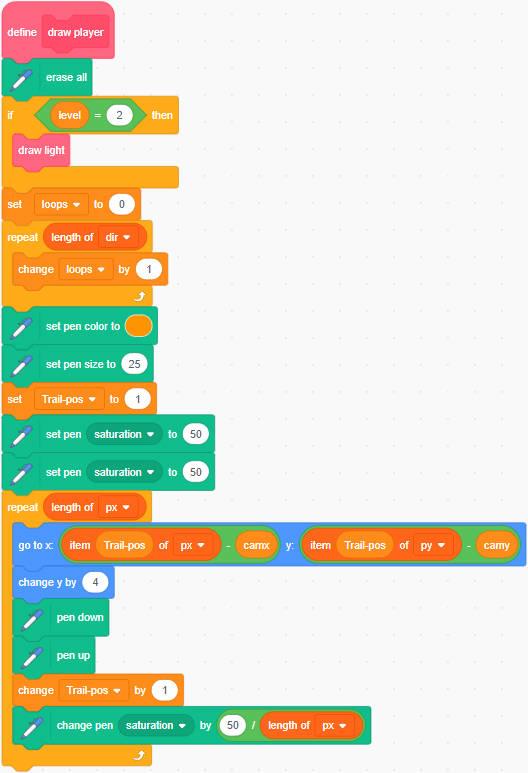 define draw player
erase all
if level = 2 then
draw light
set loops to 0
repeat length of dir
change loops by 1
set pen color to
set pen size to 25
set Trail-pos to 1
set pen saturation to 50
set pen saturation to 50
repeat length of px
go to x: item Trail-pos of px - camx y: item Trail-pos of py - camy
change y by 4
pen down
pen up
change Trail-pos by 1
change pen saturation by 50 / length of px